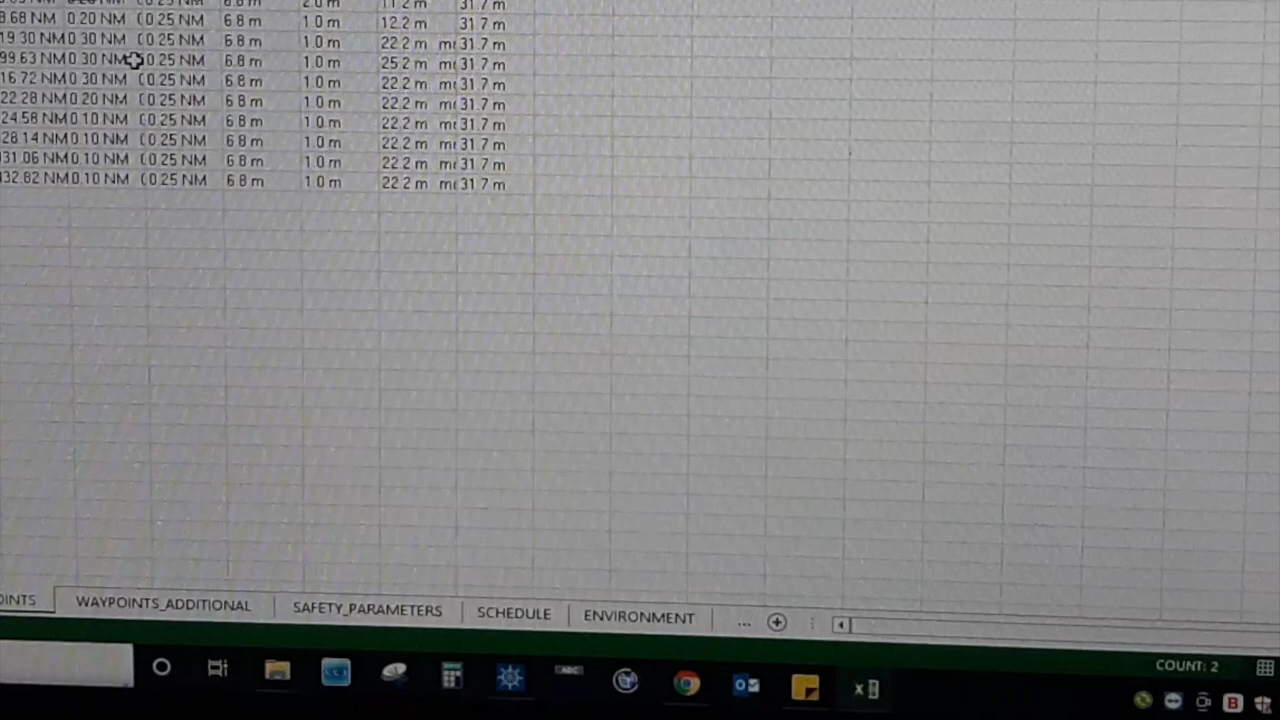 8.68 NM 0.20 NM 0.25 NM 6.8 m 1.0 m 12.2 m 31.7 m
19.30 NM 0.30 NM 0.25 NM 6.8 m 1.0 m 22.2 m 31.7 m
99.63 NM 0.30 NM 0.25 NM 6.8 m 1.0 m 25.2 m 31.7 m
16.72 NM 0.30 NM 0.25 NM 6.8 m 1.0 m 22.2 m 31.7 m
22.28 NM 0.20 NM 0.25 NM 6.8 m 1.0 m 22.2 m 31.7 m
24.58 NM 0.10 NM 0.25 NM 6.8 m 1.0 m 22.2 m 31.7 m
28.14 NM 0.10 NM 0.25 NM 6.8 m 1.0 m 22.2 m 31.7 m
31.06 NM 0.10 NM 0.25 NM 6.8 m 1.0 m 22.2 m 31.7 m
32.82 NM 0.10 NM 0.25 NM 6.8 m 1.0 m 22.2 m 31.7 m
OINTS WAYPOINTS_ADDITIONAL SAFETY_PARAMETERS SCHEDULE ENVIRONMENT ...
COUNT: 2
ABC
B